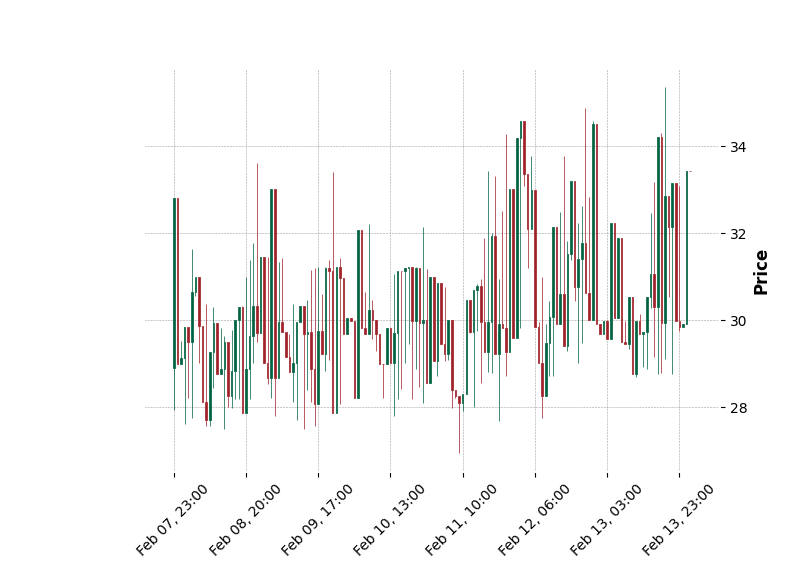 34
32
30
28
Price
Feb 07, 23:00
Feb 08, 20:00
Feb 09, 17:00
Feb 10, 13:00
Feb 11, 10:00
Feb 12, 06:00
Feb 13, 03:00
Feb 13, 23:00